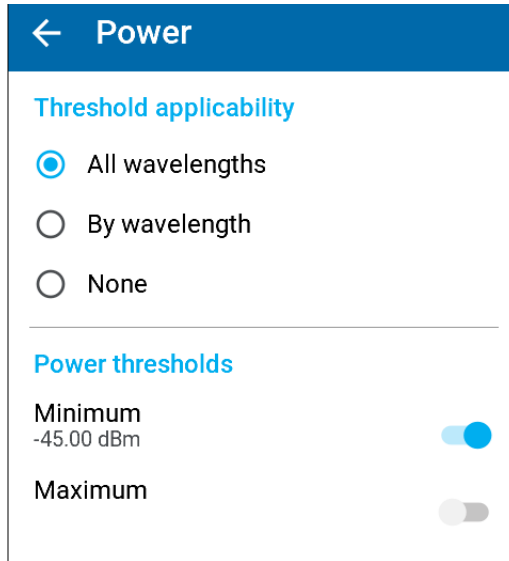 Power
Threshold applicability
All wavelengths
By wavelength
None
Power thresholds
Minimum
-45.00 dBm
Maximum